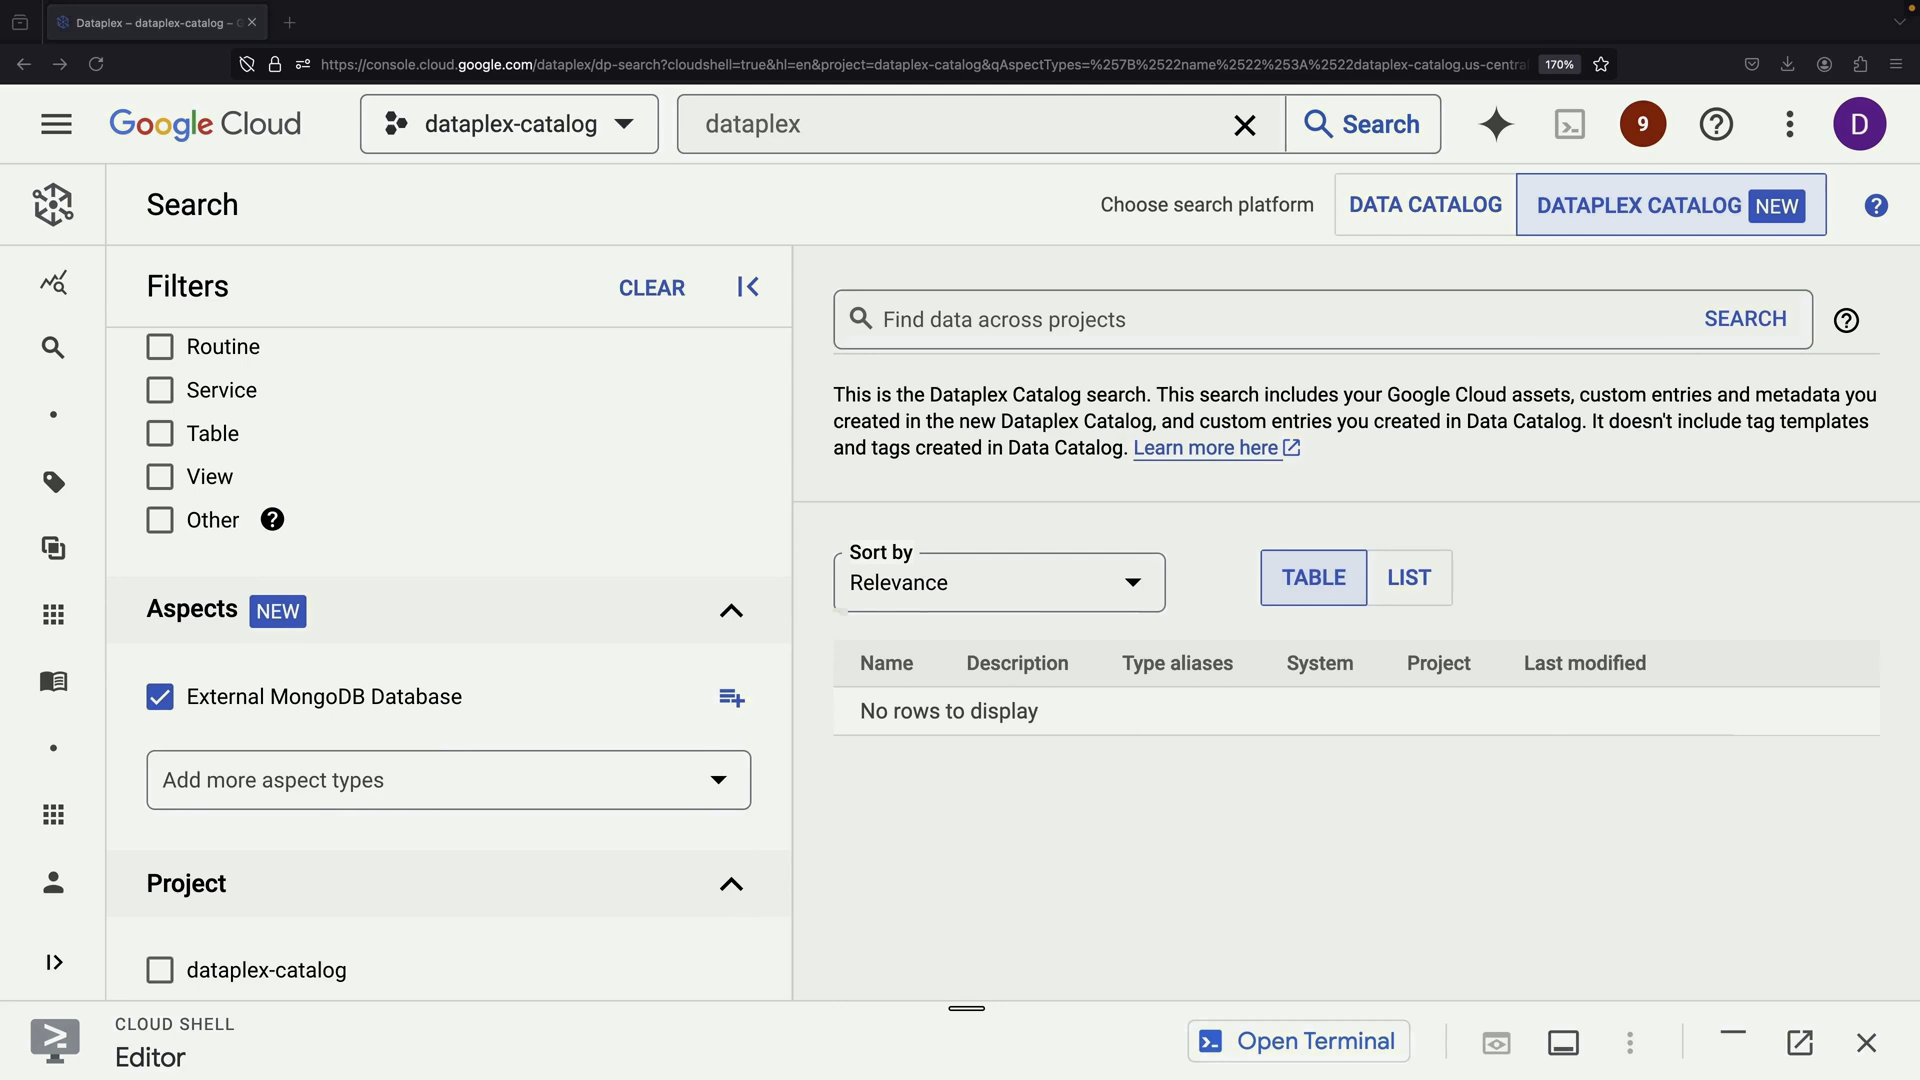 Dataplex – dataplex-catalog –
https://console.cloud.google.com/dataplex/dp-search?cloudshell=true&hl=en&project=dataplex-catalog&qAspectTypes=%257B%2522name%2522%253A%2522dataplex-catalog.us-centra
170%
Google Cloud
dataplex-catalog
dataplex
Search
9
D
Search
Choose search platform
DATA CATALOG
DATAPLEX CATALOG NEW
Filters
CLEAR
Routine
Service
Table
View
Other
Aspects NEW
External MongoDB Database
Add more aspect types
Project
dataplex-catalog
Find data across projects
SEARCH
This is the Dataplex Catalog search. This search includes your Google Cloud assets, custom entries and metadata you
created in the new Dataplex Catalog, and custom entries you created in Data Catalog. It doesn't include tag templates
and tags created in Data Catalog. Learn more here
Sort by
Relevance
TABLE
LIST
Name Description Type aliases System Project Last modified
No rows to display
CLOUD SHELL
Editor
Open Terminal